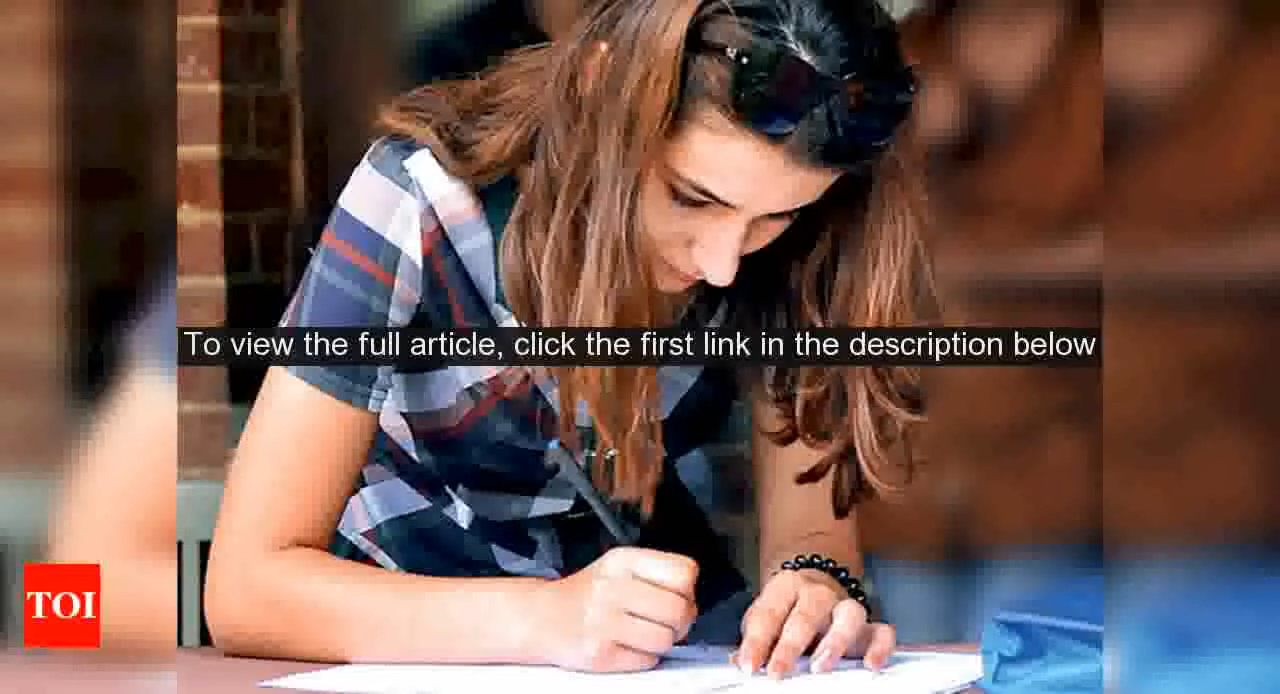 To view the full article, click the first link in the description below
TOI